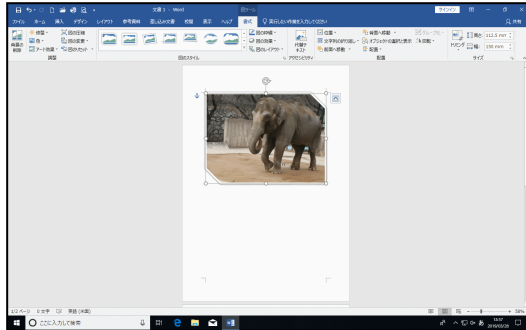 文書 1 - Word
図ツール
サインイン
ファイル ホーム 挿入 デザイン レイアウト 参考資料 差し込み文書 校閲 表示 ヘルプ 書式 実行したい作業を入力してください 共有
背景の削除
修整
色
アート効果
図の圧縮
図の変更
図のリセット
図の枠線
図の効果
図のレイアウト
代替テキスト
位置
文字列の折り返し
前面へ移動
背面へ移動
オブジェクトの選択と表示
配置
グループ化
回転
トリミング
高さ: 112.5 mm
幅: 150 mm
調整 図のスタイル アクセシビリティ 配置 サイズ
1/2 ページ 0 文字 英語 (米国) 58%
ここに入力して検索
18:57
2019/03/28